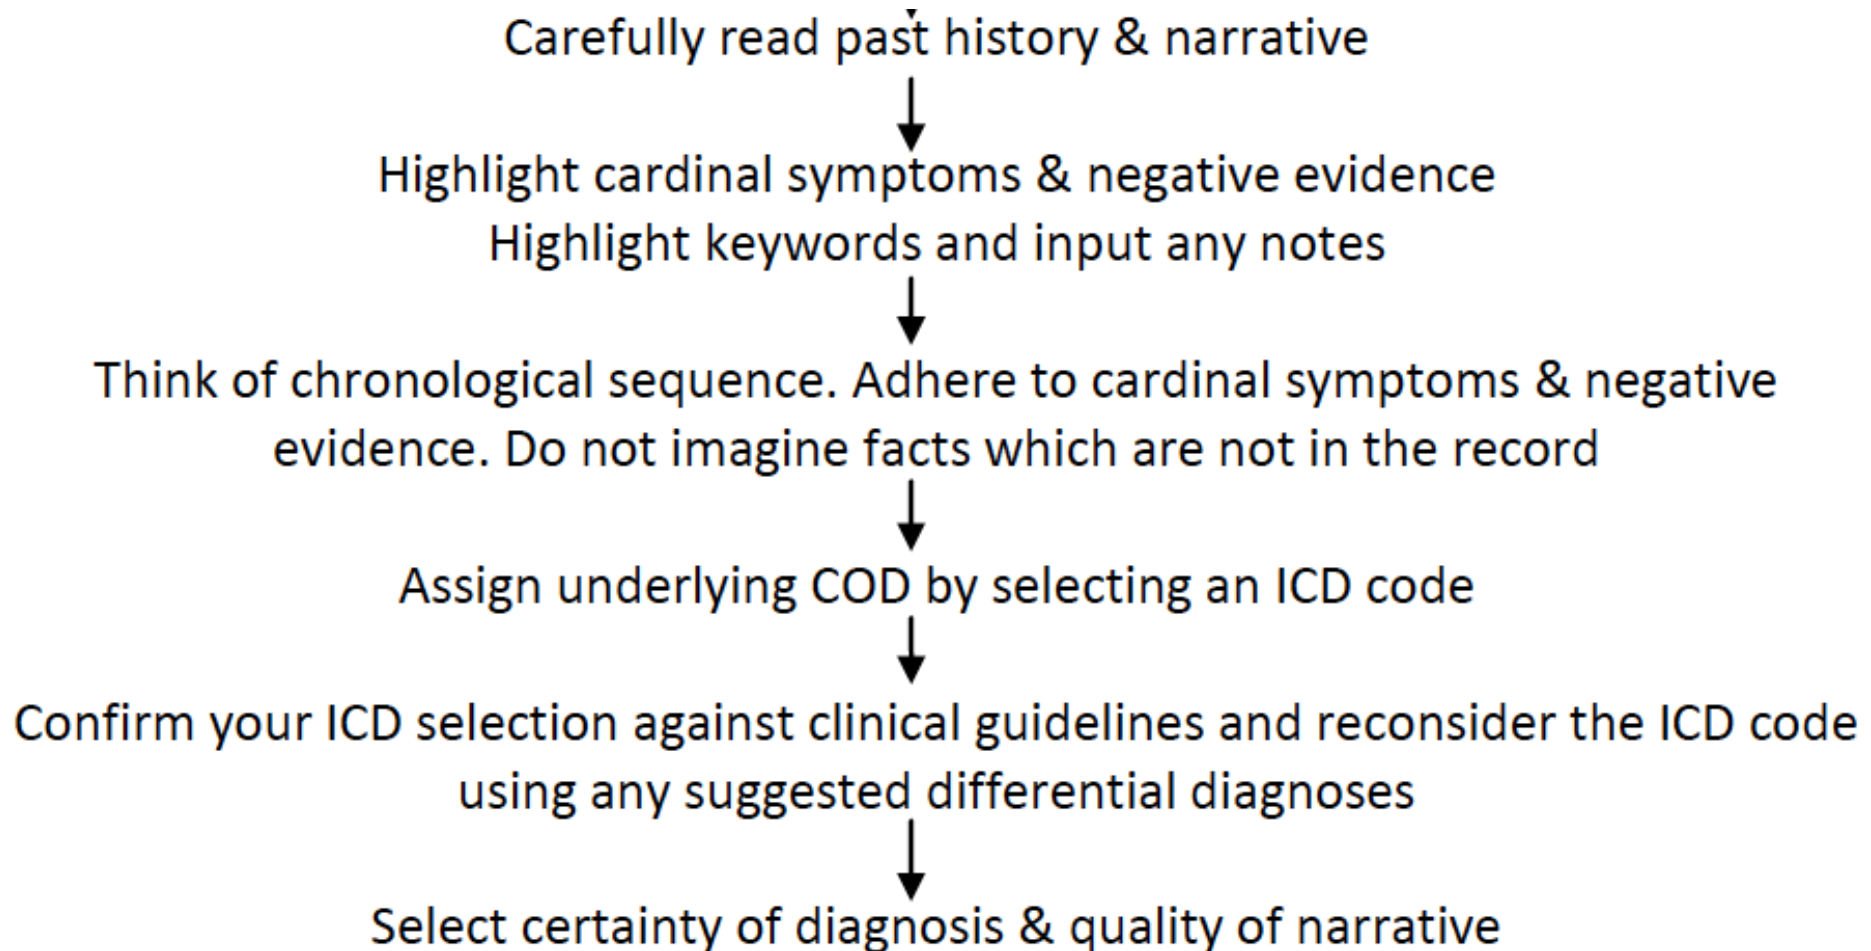 Carefully read past history & narrative
Highlight cardinal symptoms & negative evidence
Highlight keywords and input any notes
Think of chronological sequence. Adhere to cardinal symptoms & negative
evidence. Do not imagine facts which are not in the record
Assign underlying COD by selecting an ICD code
Confirm your ICD selection against clinical guidelines and reconsider the ICD code
using any suggested differential diagnoses
Select certainty of diagnosis & quality of narrative